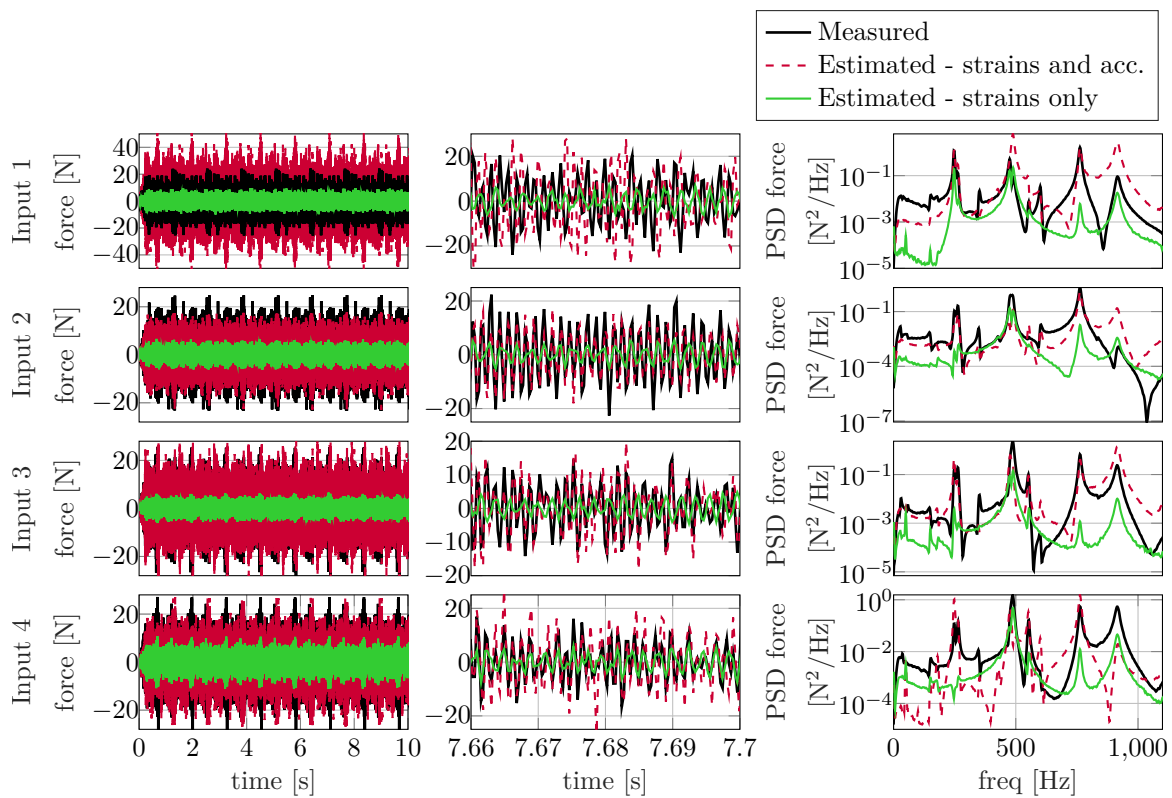 Measured
Estimated - strains and acc.
Estimated - strains only
Input 1
force [N]
40
20
0
−20
−40
20
0
−20
PSD force
[N²/Hz]
10⁻¹
10⁻³
10⁻⁵
Input 2
force [N]
20
0
−20
20
0
−20
PSD force
[N²/Hz]
10⁻¹
10⁻⁴
10⁻⁷
Input 3
force [N]
20
0
−20
20
10
0
−10
−20
PSD force
[N²/Hz]
10⁻¹
10⁻³
10⁻⁵
Input 4
force [N]
20
0
−20
20
0
−20
PSD force
[N²/Hz]
10⁰
10⁻²
10⁻⁴
0 2 4 6 8 10
time [s]
7.66 7.67 7.68 7.69 7.7
time [s]
0 500 1,000
freq [Hz]